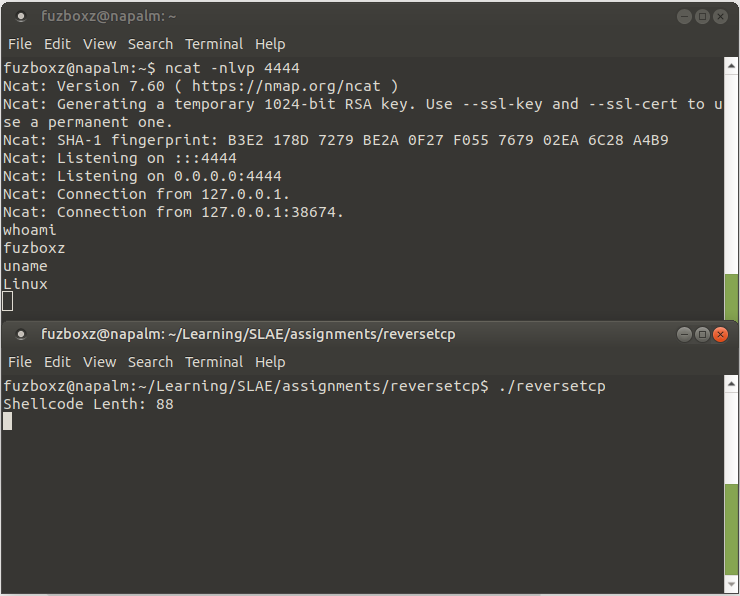 fuzboxz@napalm: ~
File Edit View Search Terminal Help
fuzboxz@napalm:~$ ncat -nlvp 4444
Ncat: Version 7.60 ( https://nmap.org/ncat )
Ncat: Generating a temporary 1024-bit RSA key. Use --ssl-key and --ssl-cert to u
se a permanent one.
Ncat: SHA-1 fingerprint: B3E2 178D 7279 BE2A 0F27 F055 7679 02EA 6C28 A4B9
Ncat: Listening on :::4444
Ncat: Listening on 0.0.0.0:4444
Ncat: Connection from 127.0.0.1.
Ncat: Connection from 127.0.0.1:38674.
whoami
fuzboxz
uname
Linux
fuzboxz@napalm: ~/Learning/SLAE/assignments/reversetcp
File Edit View Search Terminal Help
fuzboxz@napalm:~/Learning/SLAE/assignments/reversetcp$ ./reversetcp
Shellcode Lenth: 88